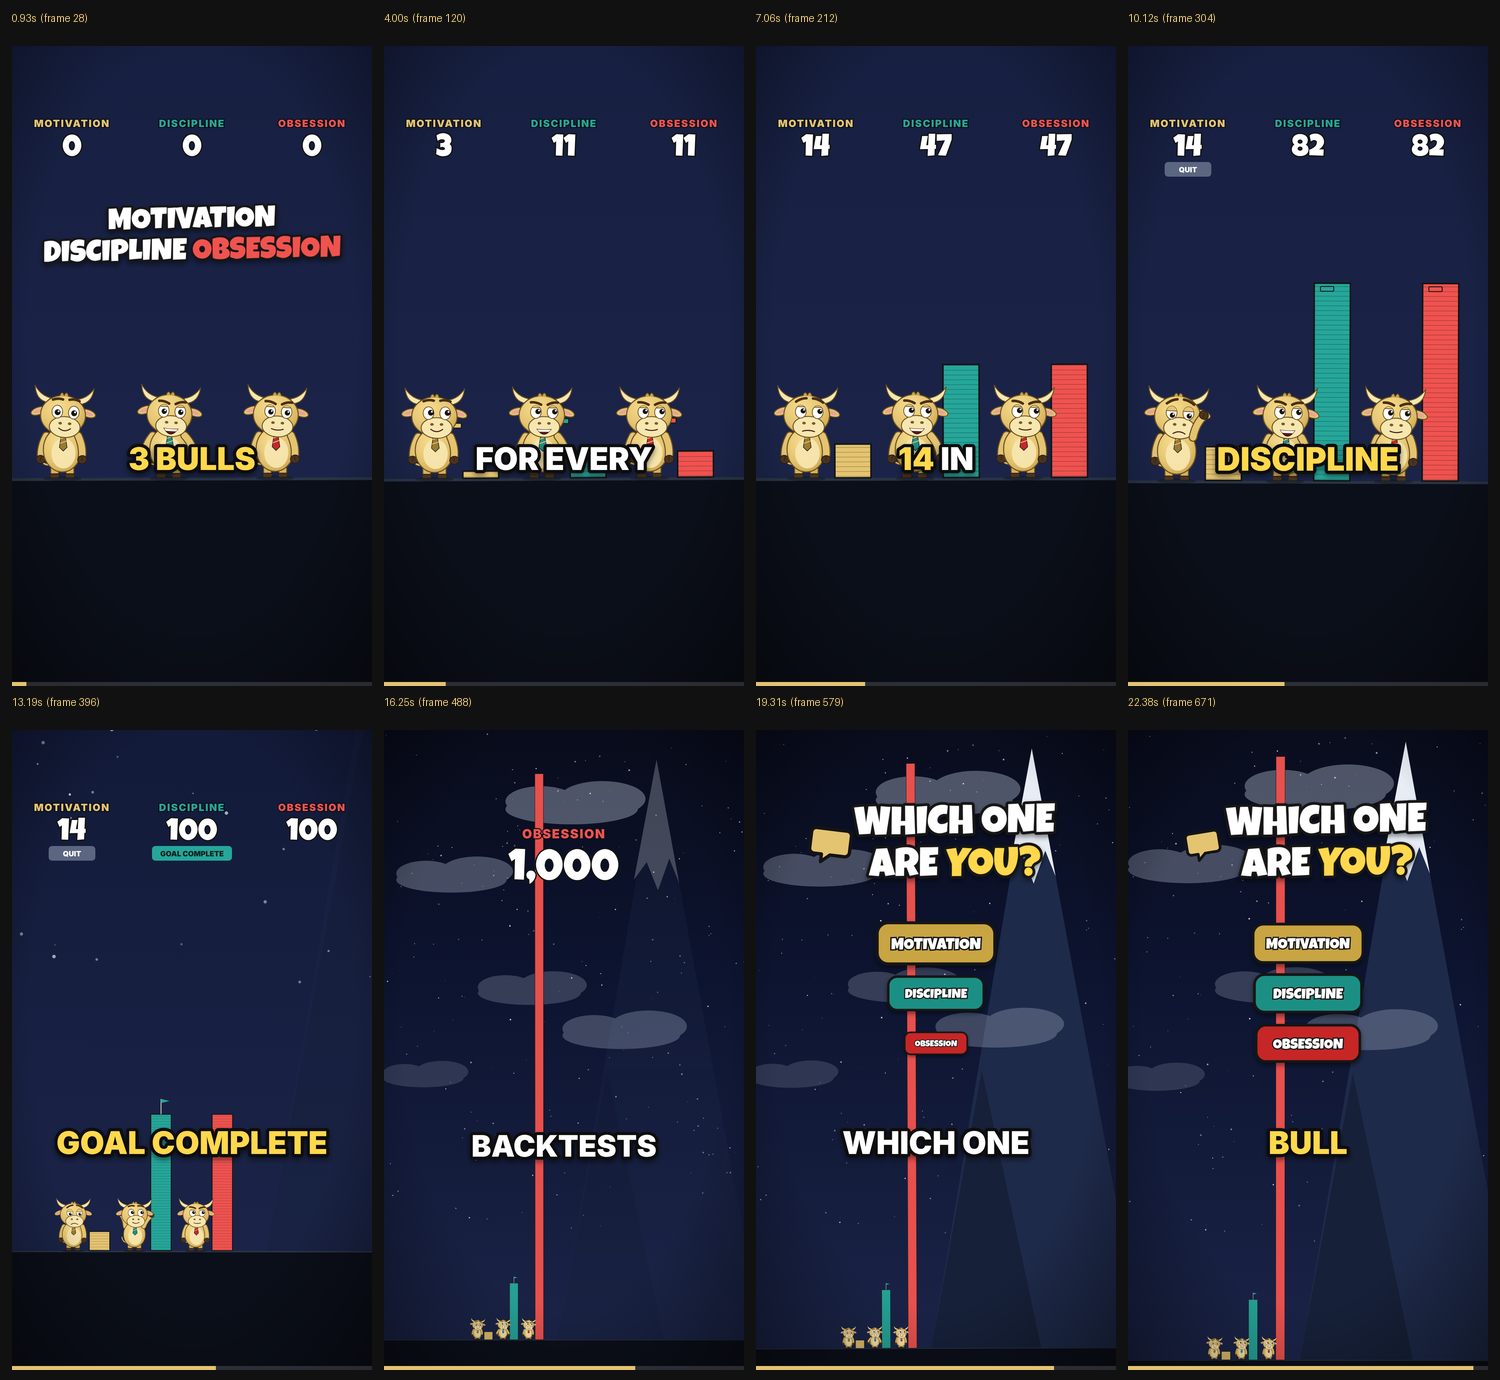 0.93s (frame 28)
MOTIVATION DISCIPLINE OBSESSION
0 0 0
MOTIVATION
DISCIPLINE OBSESSION
3 BULLS
4.00s (frame 120)
MOTIVATION DISCIPLINE OBSESSION
3 11 11
FOR EVERY
7.06s (frame 212)
MOTIVATION DISCIPLINE OBSESSION
14 47 47
14 IN
10.12s (frame 304)
MOTIVATION DISCIPLINE OBSESSION
14 82 82
QUIT
DISCIPLINE
13.19s (frame 396)
MOTIVATION DISCIPLINE OBSESSION
14 100 100
QUIT GOAL COMPLETE
GOAL COMPLETE
16.25s (frame 488)
OBSESSION
1,000
BACKTESTS
19.31s (frame 579)
WHICH ONE
ARE YOU?
MOTIVATION
DISCIPLINE
OBSESSION
WHICH ONE
22.38s (frame 671)
WHICH ONE
ARE YOU?
MOTIVATION
DISCIPLINE
OBSESSION
BULL